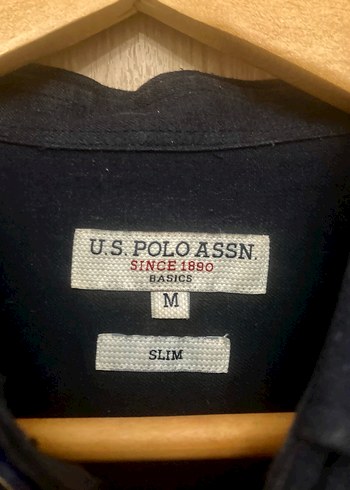 U.S. POLO ASSN.
SINCE 1890
BASICS
M
SLIM